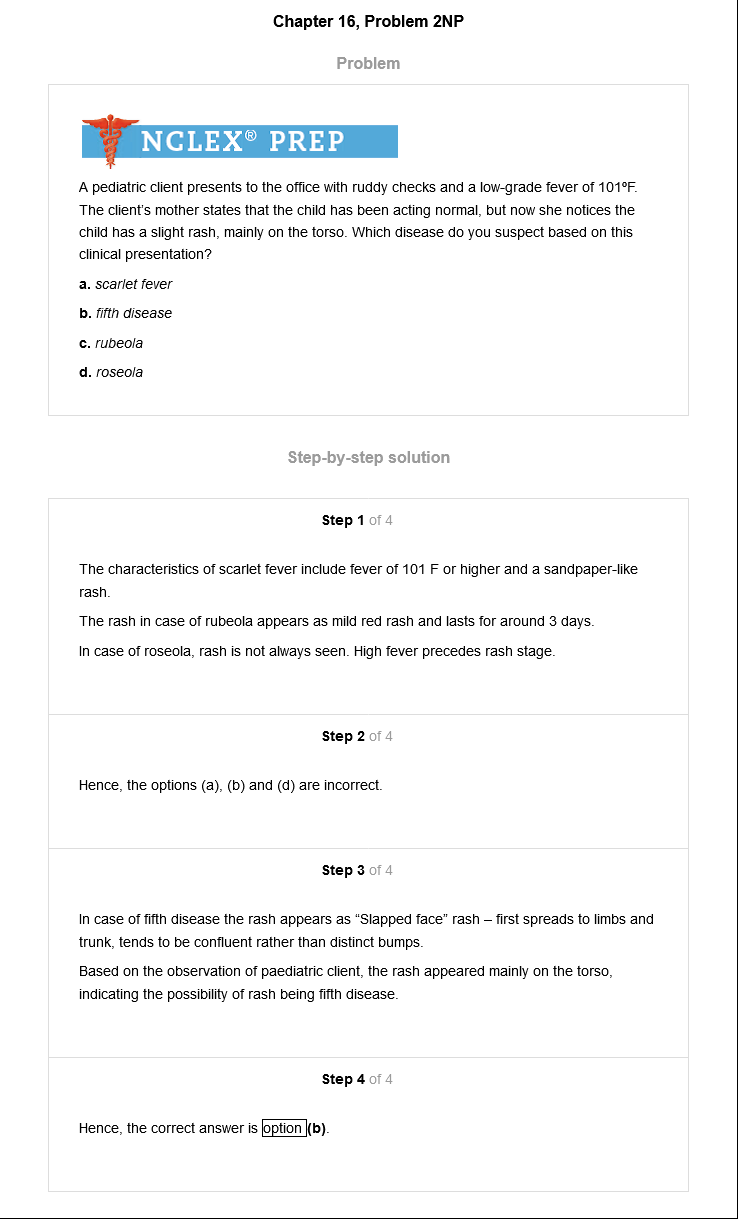 Chapter 16, Problem 2NP
Problem
NCLEX® PREP
A pediatric client presents to the office with ruddy checks and a low-grade fever of 101ºF.
The client's mother states that the child has been acting normal, but now she notices the
child has a slight rash, mainly on the torso. Which disease do you suspect based on this
clinical presentation?
a. scarlet fever
b. fifth disease
c. rubeola
d. roseola
Step-by-step solution
Step 1 of 4
The characteristics of scarlet fever include fever of 101 F or higher and a sandpaper-like
rash.
The rash in case of rubeola appears as mild red rash and lasts for around 3 days.
In case of roseola, rash is not always seen. High fever precedes rash stage.
Step 2 of 4
Hence, the options (a), (b) and (d) are incorrect.
Step 3 of 4
In case of fifth disease the rash appears as “Slapped face” rash – first spreads to limbs and
trunk, tends to be confluent rather than distinct bumps.
Based on the observation of paediatric client, the rash appeared mainly on the torso,
indicating the possibility of rash being fifth disease.
Step 4 of 4
Hence, the correct answer is option (b).